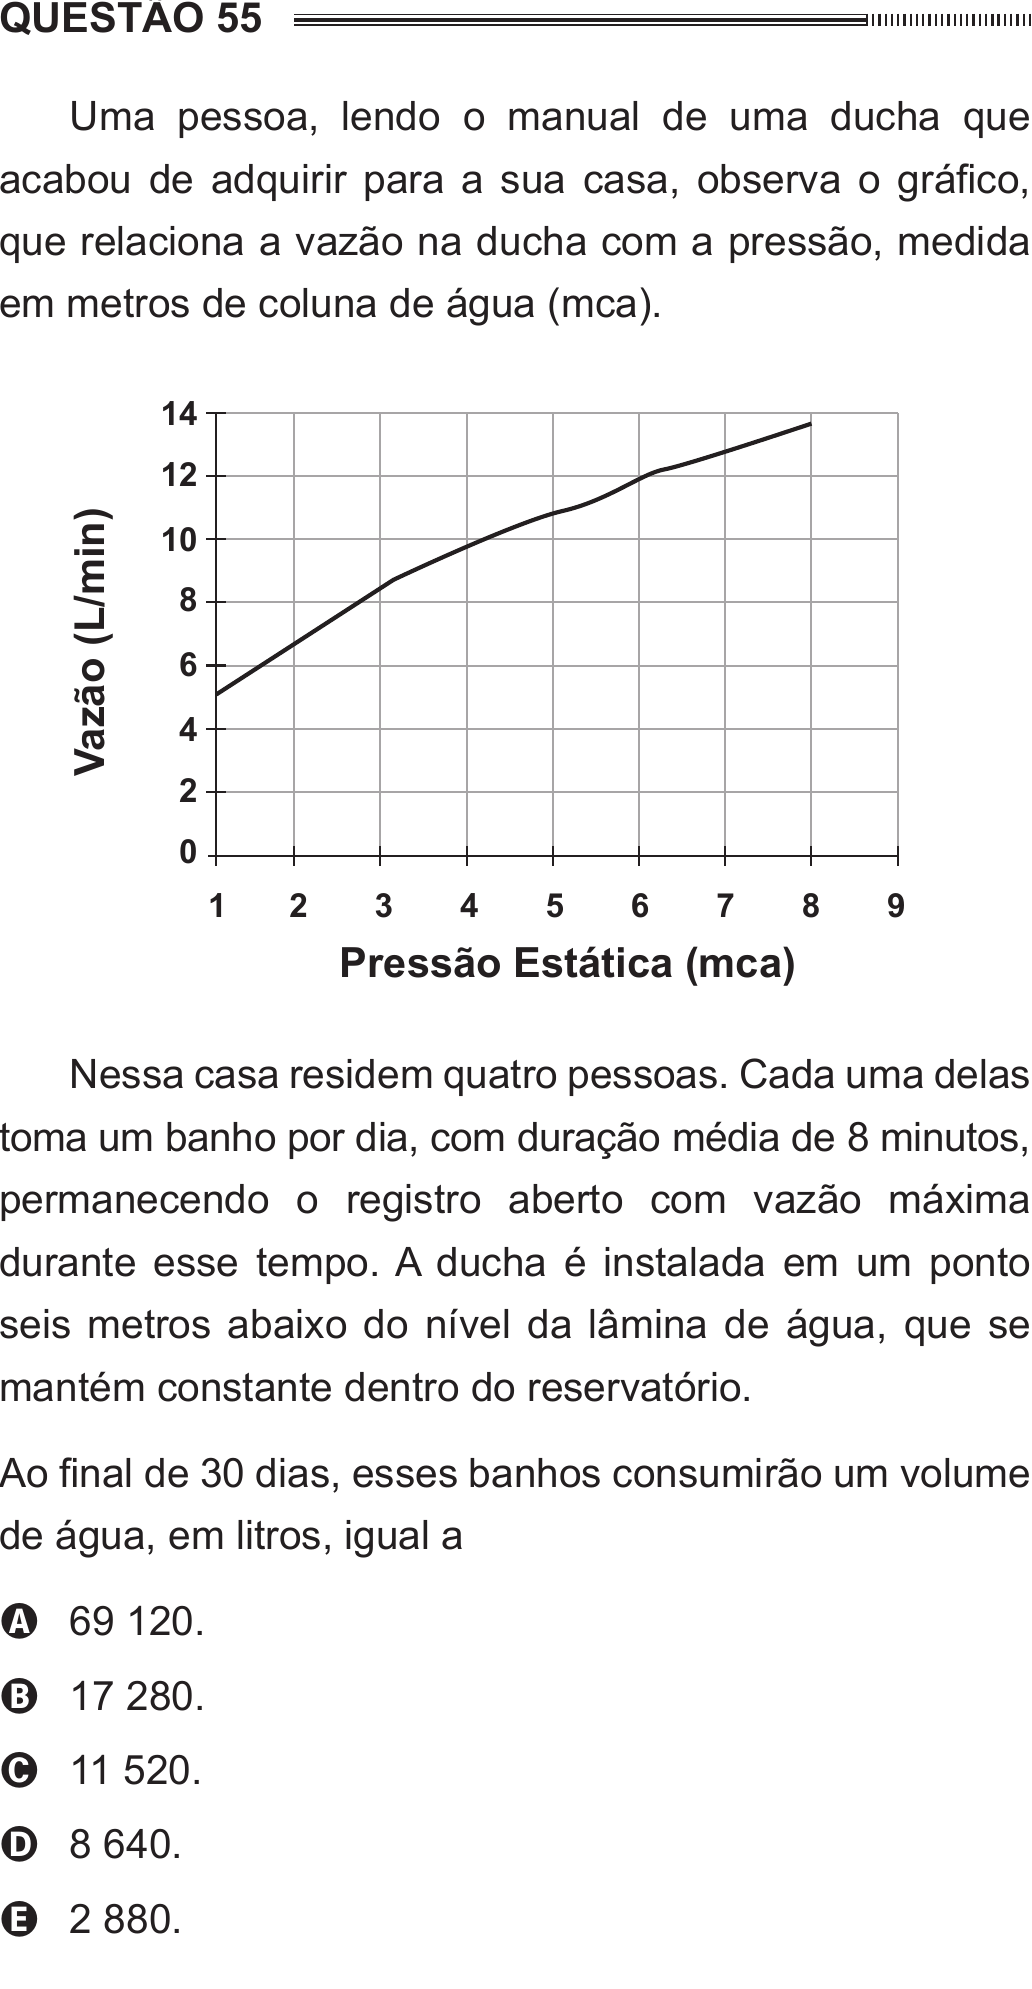 QUESTÃO 55
Uma pessoa, lendo o manual de uma ducha que
acabou de adquirir para a sua casa, observa o gráfico,
que relaciona a vazão na ducha com a pressão, medida
em metros de coluna de água (mca).
14
12
10
8
6
4
2
0
Vazão (L/min)
1 2 3 4 5 6 7 8 9
Pressão Estática (mca)
Nessa casa residem quatro pessoas. Cada uma delas
toma um banho por dia, com duração média de 8 minutos,
permanecendo o registro aberto com vazão máxima
durante esse tempo. A ducha é instalada em um ponto
seis metros abaixo do nível da lâmina de água, que se
mantém constante dentro do reservatório.
Ao final de 30 dias, esses banhos consumirão um volume
de água, em litros, igual a
A 69 120.
B 17 280.
C 11 520.
D 8 640.
E 2 880.